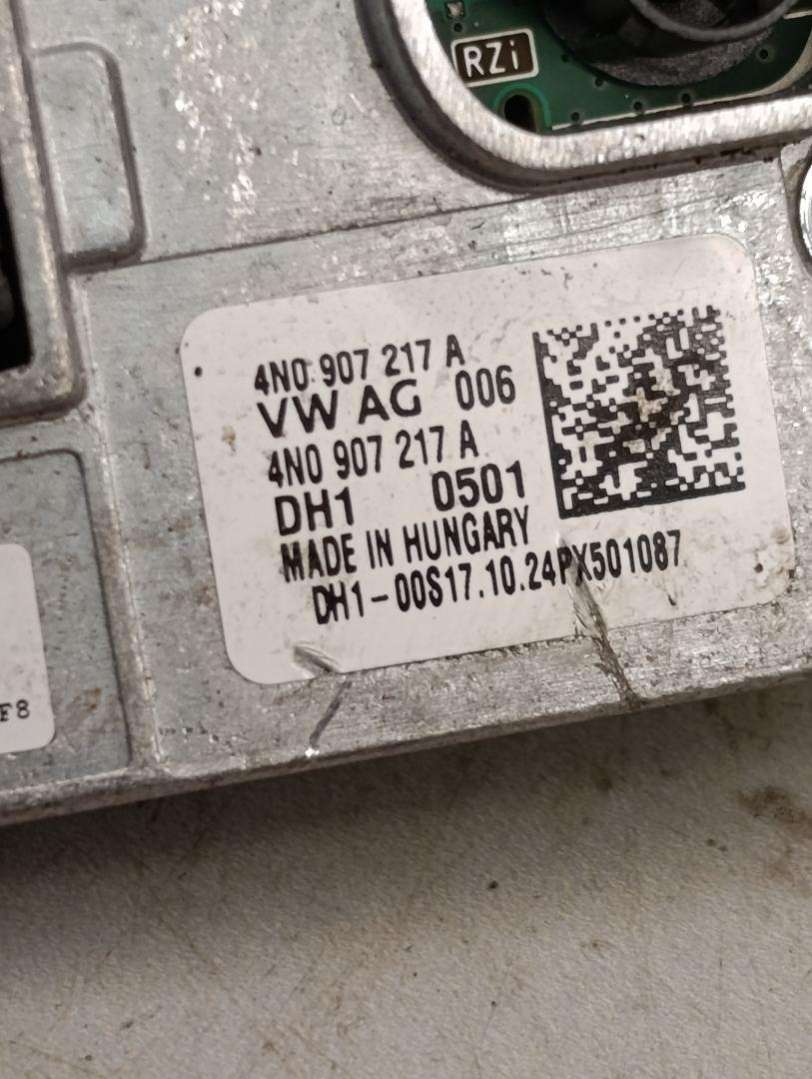 RZi
4N0 907 217 A
VW AG 006
4N0 907 217 A
DH1 0501
MADE IN HUNGARY
DH1-00S17.10.24PX501087
F8